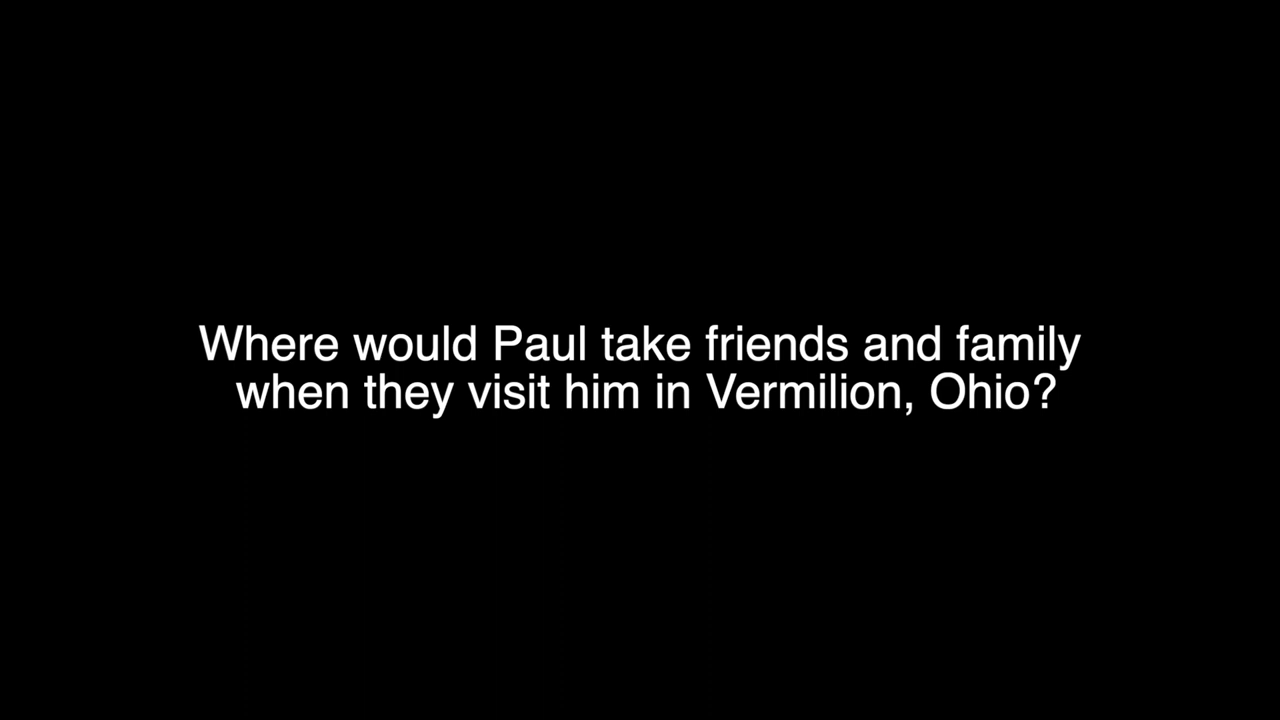 Where would Paul take friends and family
when they visit him in Vermilion, Ohio?